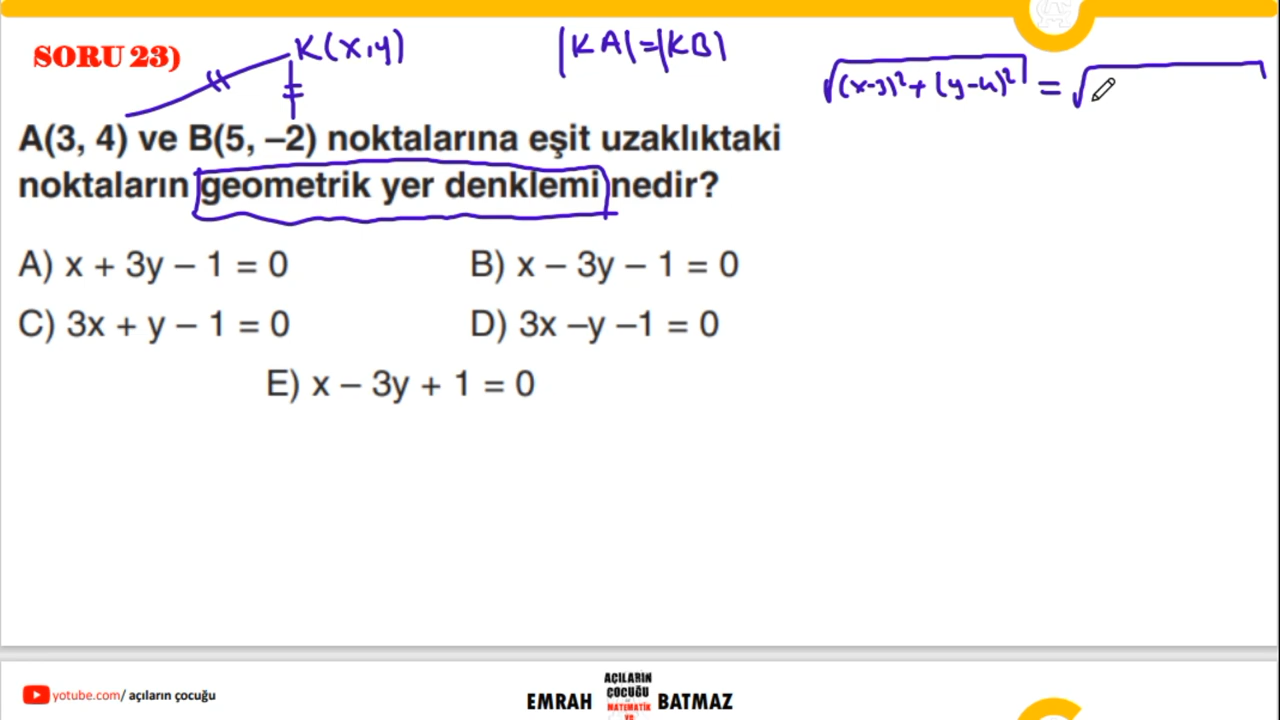 SORU 23)
K(x,y)
|KA|=|KB|
√(x-3)²+(y-4)² = √
A(3, 4) ve B(5, –2) noktalarına eşit uzaklıktaki
noktaların geometrik yer denklemi nedir?
A) x + 3y – 1 = 0
B) x – 3y – 1 = 0
C) 3x + y – 1 = 0
D) 3x –y –1 = 0
E) x – 3y + 1 = 0
yotube.com/ açıların çocuğu
EMRAH
AÇILARIN
ÇOCUĞU
MATEMATİK
ve
BATMAZ